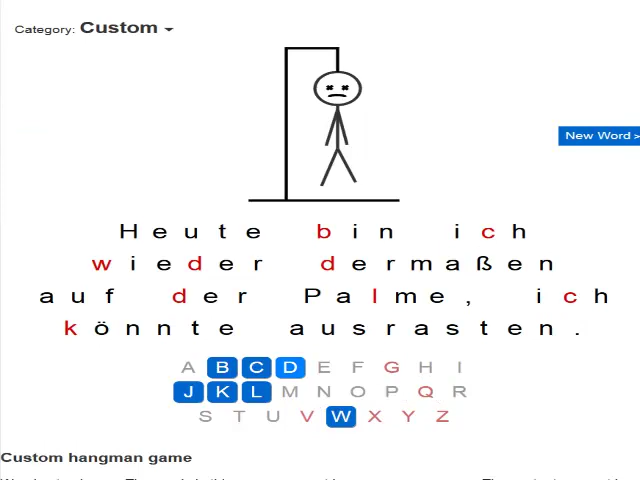 Category: Custom
New Word >
Heute bin ich
wieder dermaßen
auf der Palme, ich
könnte ausrasten.
A B C D E F G H I
J K L M N O P Q R
S T U V W X Y Z
Custom hangman game